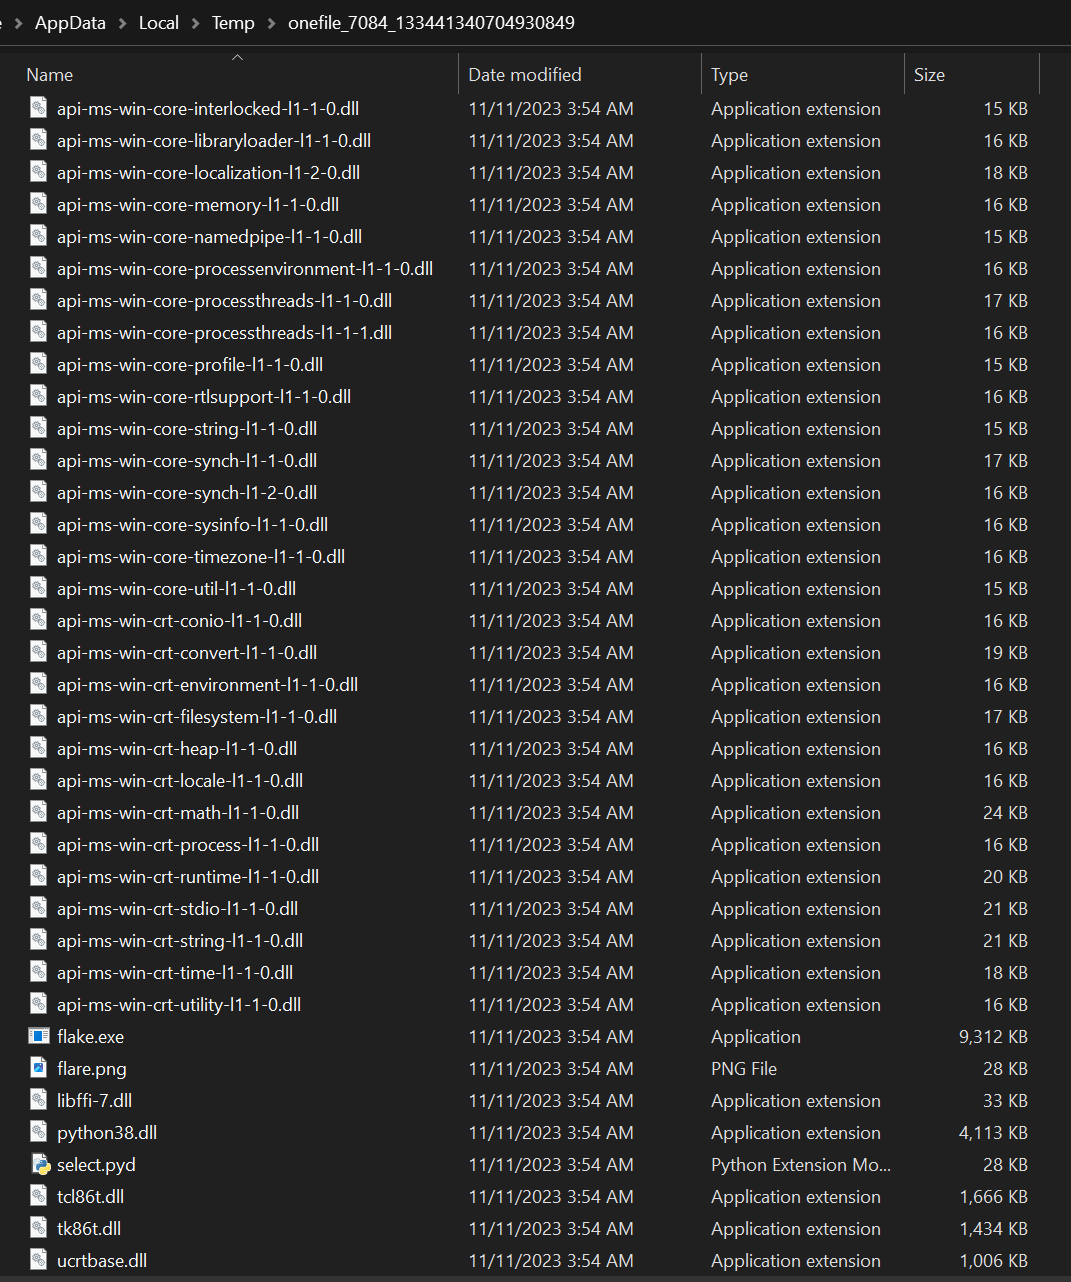 AppData > Local > Temp > onefile_7084_133441340704930849
Name Date modified Type Size
api-ms-win-core-interlocked-l1-1-0.dll 11/11/2023 3:54 AM Application extension 15 KB
api-ms-win-core-libraryloader-l1-1-0.dll 11/11/2023 3:54 AM Application extension 16 KB
api-ms-win-core-localization-l1-2-0.dll 11/11/2023 3:54 AM Application extension 18 KB
api-ms-win-core-memory-l1-1-0.dll 11/11/2023 3:54 AM Application extension 16 KB
api-ms-win-core-namedpipe-l1-1-0.dll 11/11/2023 3:54 AM Application extension 15 KB
api-ms-win-core-processenvironment-l1-1-0.dll 11/11/2023 3:54 AM Application extension 16 KB
api-ms-win-core-processthreads-l1-1-0.dll 11/11/2023 3:54 AM Application extension 17 KB
api-ms-win-core-processthreads-l1-1-1.dll 11/11/2023 3:54 AM Application extension 16 KB
api-ms-win-core-profile-l1-1-0.dll 11/11/2023 3:54 AM Application extension 15 KB
api-ms-win-core-rtlsupport-l1-1-0.dll 11/11/2023 3:54 AM Application extension 16 KB
api-ms-win-core-string-l1-1-0.dll 11/11/2023 3:54 AM Application extension 15 KB
api-ms-win-core-synch-l1-1-0.dll 11/11/2023 3:54 AM Application extension 17 KB
api-ms-win-core-synch-l1-2-0.dll 11/11/2023 3:54 AM Application extension 16 KB
api-ms-win-core-sysinfo-l1-1-0.dll 11/11/2023 3:54 AM Application extension 16 KB
api-ms-win-core-timezone-l1-1-0.dll 11/11/2023 3:54 AM Application extension 16 KB
api-ms-win-core-util-l1-1-0.dll 11/11/2023 3:54 AM Application extension 15 KB
api-ms-win-crt-conio-l1-1-0.dll 11/11/2023 3:54 AM Application extension 16 KB
api-ms-win-crt-convert-l1-1-0.dll 11/11/2023 3:54 AM Application extension 19 KB
api-ms-win-crt-environment-l1-1-0.dll 11/11/2023 3:54 AM Application extension 16 KB
api-ms-win-crt-filesystem-l1-1-0.dll 11/11/2023 3:54 AM Application extension 17 KB
api-ms-win-crt-heap-l1-1-0.dll 11/11/2023 3:54 AM Application extension 16 KB
api-ms-win-crt-locale-l1-1-0.dll 11/11/2023 3:54 AM Application extension 16 KB
api-ms-win-crt-math-l1-1-0.dll 11/11/2023 3:54 AM Application extension 24 KB
api-ms-win-crt-process-l1-1-0.dll 11/11/2023 3:54 AM Application extension 16 KB
api-ms-win-crt-runtime-l1-1-0.dll 11/11/2023 3:54 AM Application extension 20 KB
api-ms-win-crt-stdio-l1-1-0.dll 11/11/2023 3:54 AM Application extension 21 KB
api-ms-win-crt-string-l1-1-0.dll 11/11/2023 3:54 AM Application extension 21 KB
api-ms-win-crt-time-l1-1-0.dll 11/11/2023 3:54 AM Application extension 18 KB
api-ms-win-crt-utility-l1-1-0.dll 11/11/2023 3:54 AM Application extension 16 KB
flake.exe 11/11/2023 3:54 AM Application 9,312 KB
flare.png 11/11/2023 3:54 AM PNG File 28 KB
libffi-7.dll 11/11/2023 3:54 AM Application extension 33 KB
python38.dll 11/11/2023 3:54 AM Application extension 4,113 KB
select.pyd 11/11/2023 3:54 AM Python Extension Mo... 28 KB
tcl86t.dll 11/11/2023 3:54 AM Application extension 1,666 KB
tk86t.dll 11/11/2023 3:54 AM Application extension 1,434 KB
ucrtbase.dll 11/11/2023 3:54 AM Application extension 1,006 KB